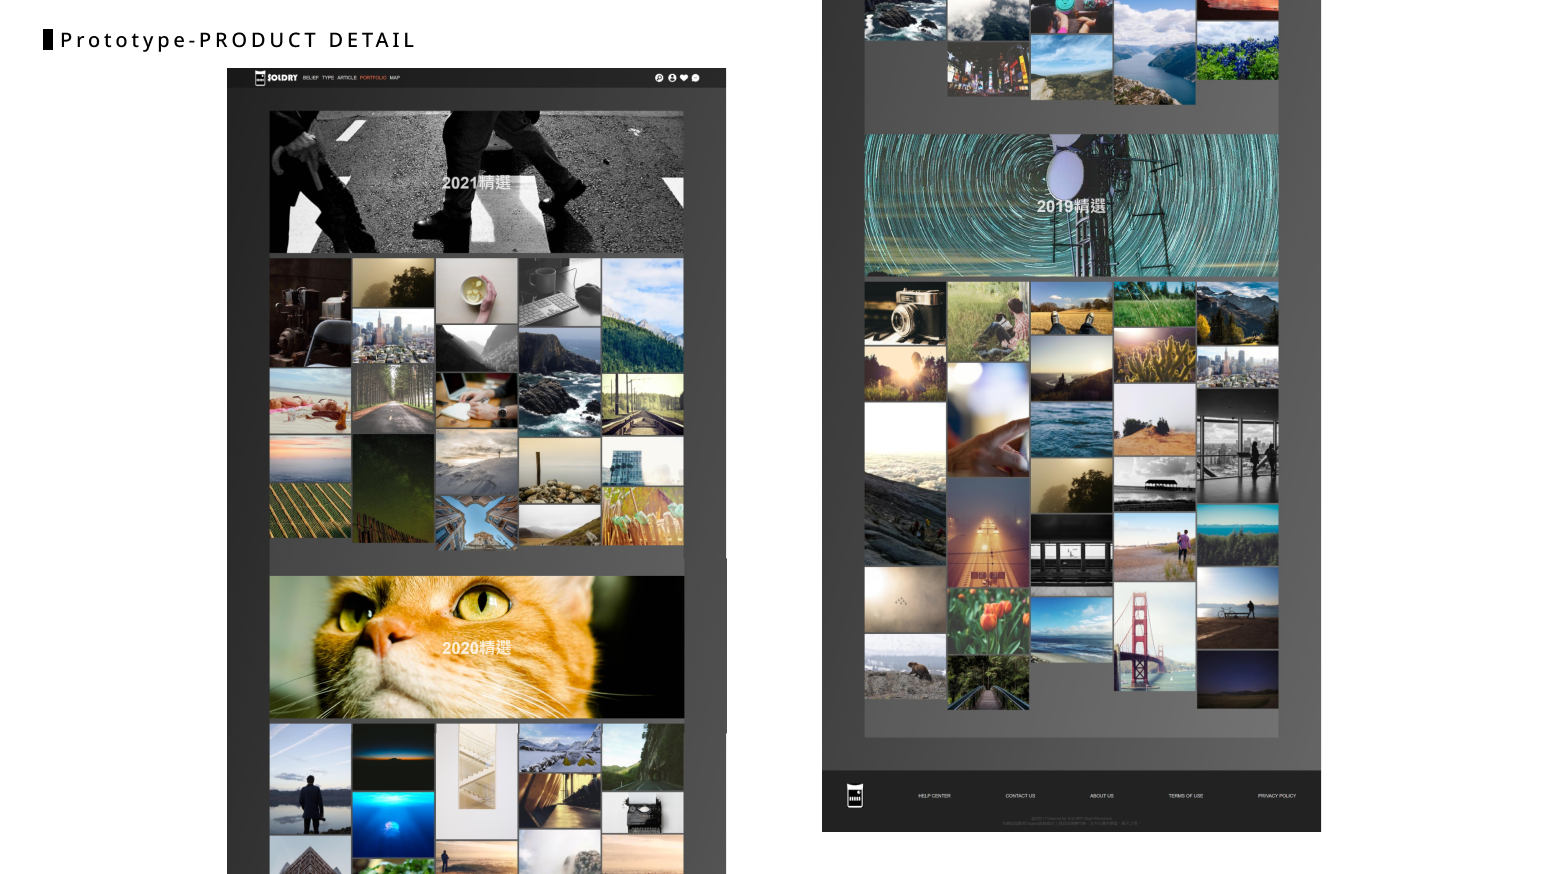 Prototype-PRODUCT DETAIL
SOLDRY BELIEF TYPE ARTICLE PORTFOLIO MAP
2021精選
2020精選
2019精選
HELP CENTER CONTACT US ABOUT US TERMS OF USE PRIVACY POLICY